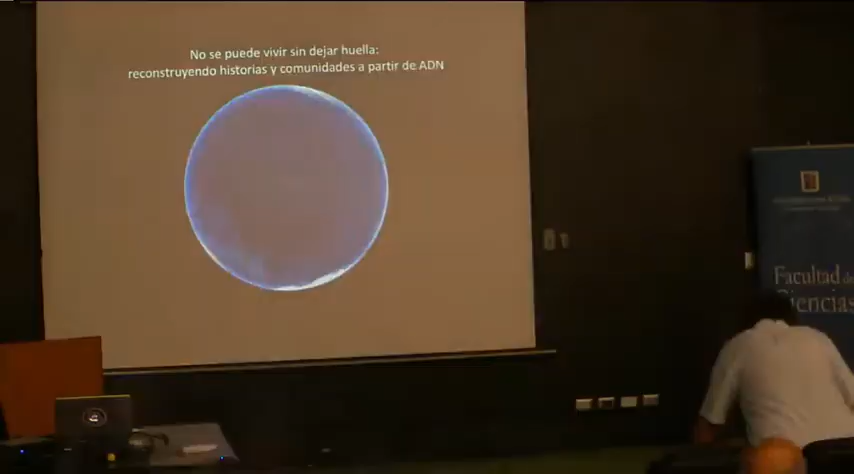 No se puede vivir sin dejar huella:
reconstruyendo historias y comunidades a partir de ADN
Facultad de
Ciencias